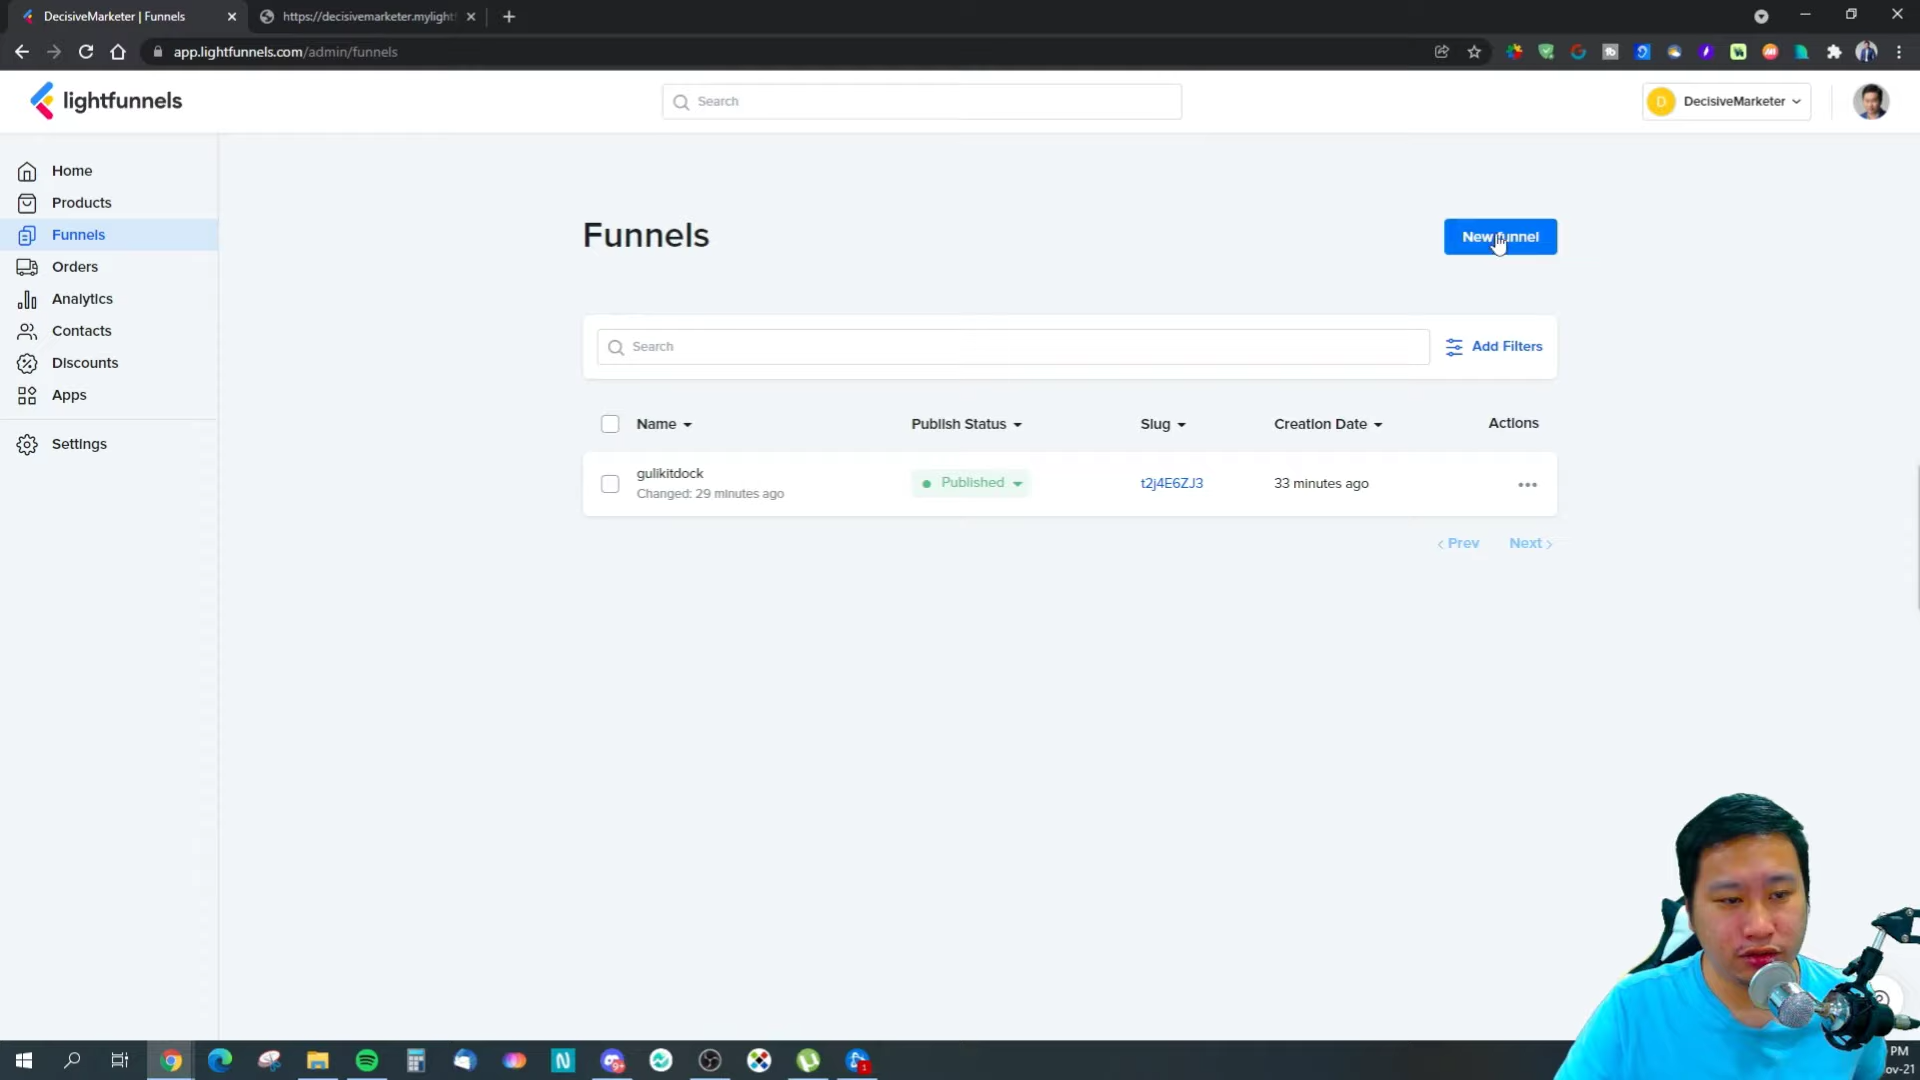 DecisiveMarketer | Funnels
https://decisivemarketer.mylight
app.lightfunnels.com/admin/funnels
lightfunnels
Search
D
DecisiveMarketer
Home
Products
Funnels
Orders
Analytics
Contacts
Discounts
Apps
Settings
Funnels
New funnel
Search
Add Filters
Name
Publish Status
Slug
Creation Date
Actions
gulikitdock
Changed: 29 minutes ago
Published
t2j4E6ZJ3
33 minutes ago
Prev
Next
PM
ov-21